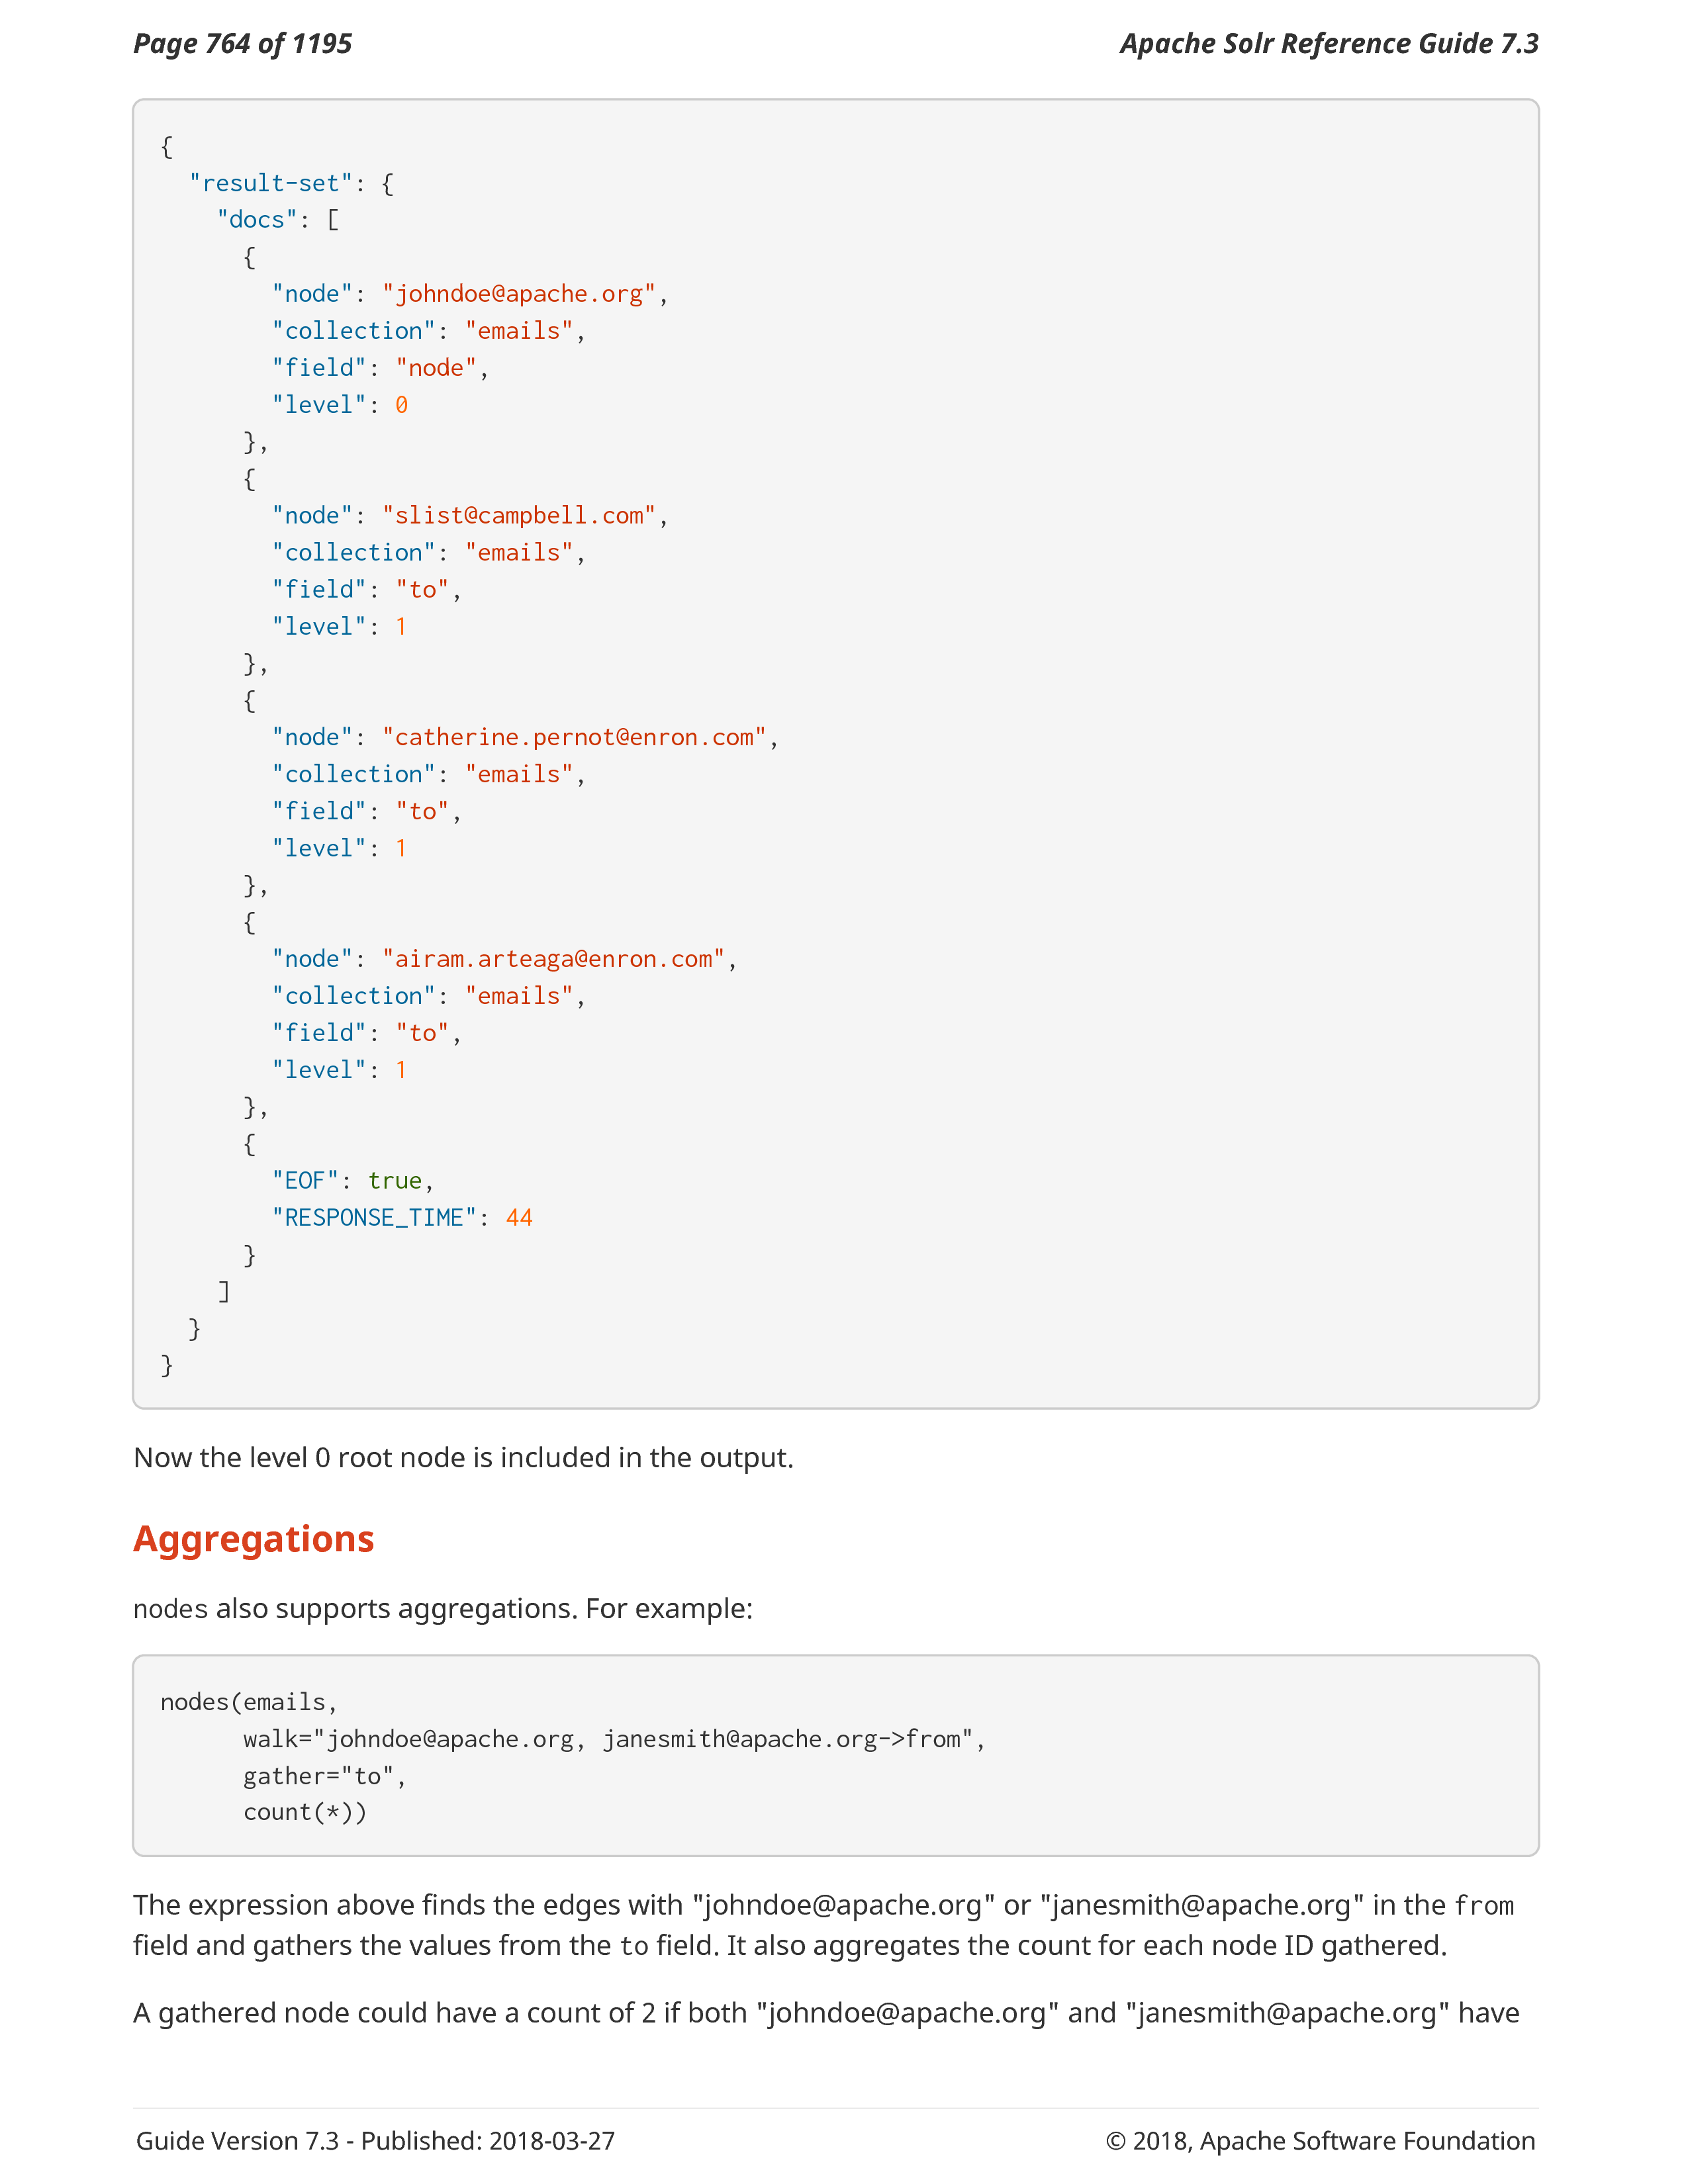 Page 764 of 1195
Apache Solr Reference Guide 7.3
{
  "result-set": {
    "docs": [
      {
        "node": "johndoe@apache.org",
        "collection": "emails",
        "field": "node",
        "level": 0
      },
      {
        "node": "slist@campbell.com",
        "collection": "emails",
        "field": "to",
        "level": 1
      },
      {
        "node": "catherine.pernot@enron.com",
        "collection": "emails",
        "field": "to",
        "level": 1
      },
      {
        "node": "airam.arteaga@enron.com",
        "collection": "emails",
        "field": "to",
        "level": 1
      },
      {
        "EOF": true,
        "RESPONSE_TIME": 44
      }
    ]
  }
}
Now the level 0 root node is included in the output.
Aggregations
nodes also supports aggregations. For example:
nodes(emails,
      walk="johndoe@apache.org, janesmith@apache.org->from",
      gather="to",
      count(*))
The expression above finds the edges with "johndoe@apache.org" or "janesmith@apache.org" in the from
field and gathers the values from the to field. It also aggregates the count for each node ID gathered.
A gathered node could have a count of 2 if both "johndoe@apache.org" and "janesmith@apache.org" have
Guide Version 7.3 - Published: 2018-03-27
© 2018, Apache Software Foundation